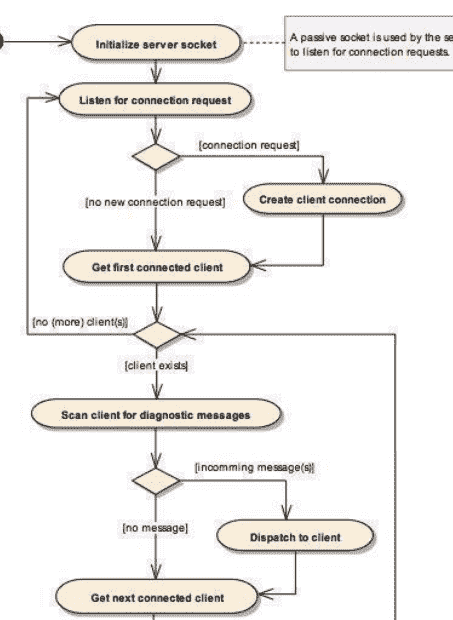 Initialize server socket
A passive socket is used by the se
to listen for connection requests.
Listen for connection request
[connection request]
Create client connection
[no new connection request]
Get first connected client
[no (more) client(s)]
[client exists]
Scan client for diagnostic messages
[incomming message(s)]
[no message]
Dispatch to client
Get next connected client